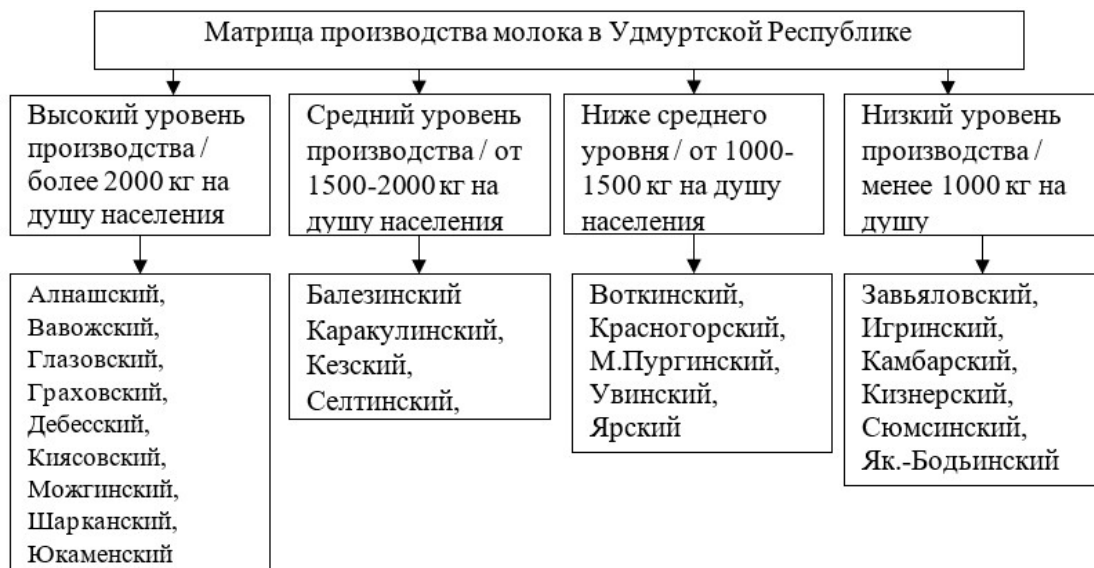 Матрица производства молока в Удмуртской Республике
Высокий уровень
производства /
более 2000 кг на
душу населения
Средний уровень
производства / от
1500-2000 кг на
душу населения
Ниже среднего
уровня / от 1000-
1500 кг на душу
населения
Низкий уровень
производства /
менее 1000 кг на
душу
Алнашский,
Вавожский,
Глазовский,
Граховский,
Дебесский,
Киясовский,
Можгинский,
Шарканский,
Юкаменский
Балезинский
Каракулинский,
Кезский,
Селтинский,
Воткинский,
Красногорский,
М.Пургинский,
Увинский,
Ярский
Завьяловский,
Игринский,
Камбарский,
Кизнерский,
Сюмсинский,
Як.-Бодьинский